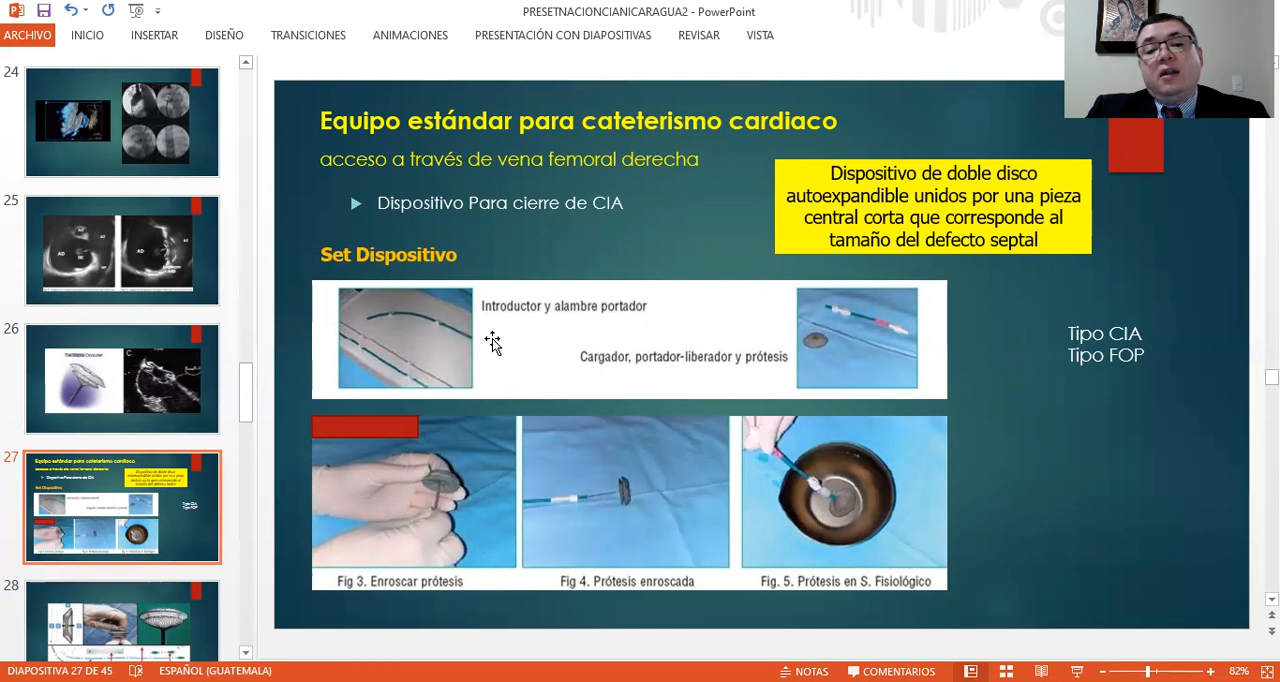 PRESETNACIONCIANICARAGUA2 - PowerPoint
ARCHIVO INICIO INSERTAR DISEÑO TRANSICIONES ANIMACIONES PRESENTACIÓN CON DIAPOSITIVAS REVISAR VISTA
24
25
26
27
28
Equipo estándar para cateterismo cardiaco
acceso a través de vena femoral derecha
Dispositivo Para cierre de CIA
Dispositivo de doble disco
autoexpandible unidos por una pieza
central corta que corresponde al
tamaño del defecto septal
Set Dispositivo
Introductor y alambre portador
Cargador, portador-liberador y prótesis
Tipo CIA
Tipo FOP
Fig 3. Enroscar prótesis
Fig 4. Prótesis enroscada
Fig. 5. Prótesis en S. Fisiológico
DIAPOSITIVA 27 DE 45 ESPAÑOL (GUATEMALA) NOTAS COMENTARIOS 82%